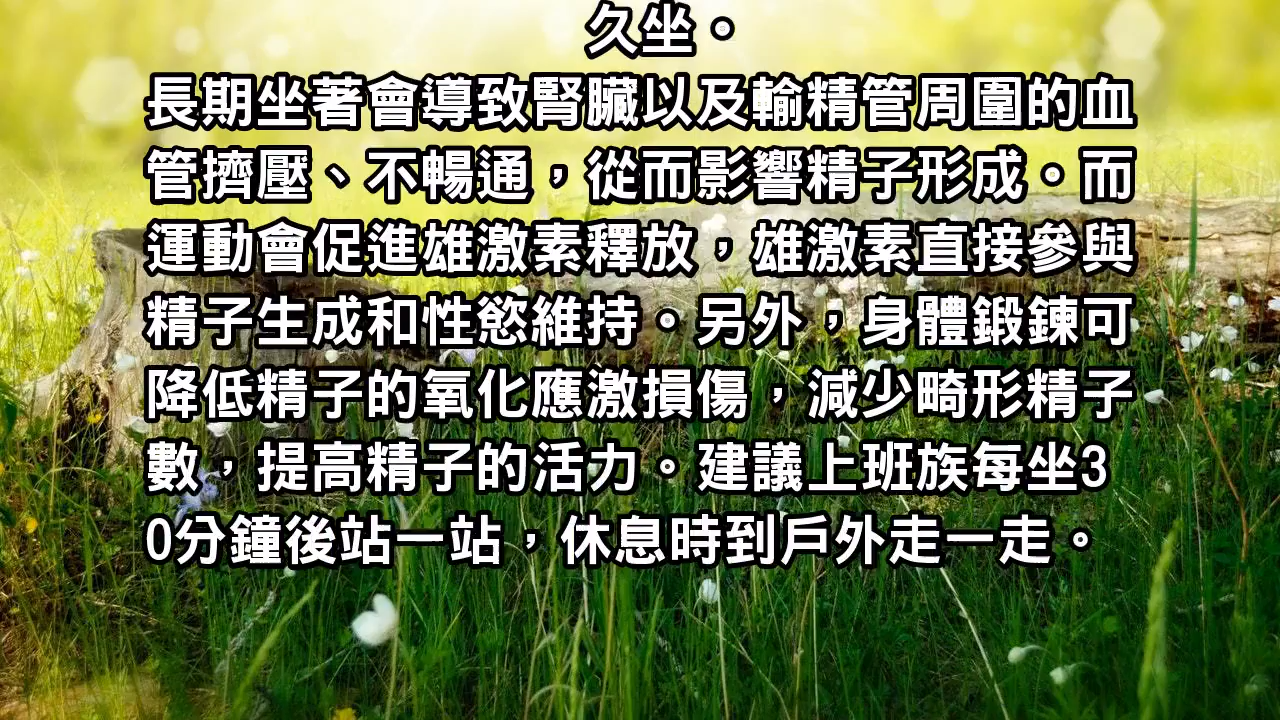 久坐。
長期坐著會導致腎臟以及輸精管周圍的血
管擠壓、不暢通，從而影響精子形成。而
運動會促進雄激素釋放，雄激素直接參與
精子生成和性慾維持。另外，身體鍛鍊可
降低精子的氧化應激損傷，減少畸形精子
數，提高精子的活力。建議上班族每坐3
0分鐘後站一站，休息時到戶外走一走。